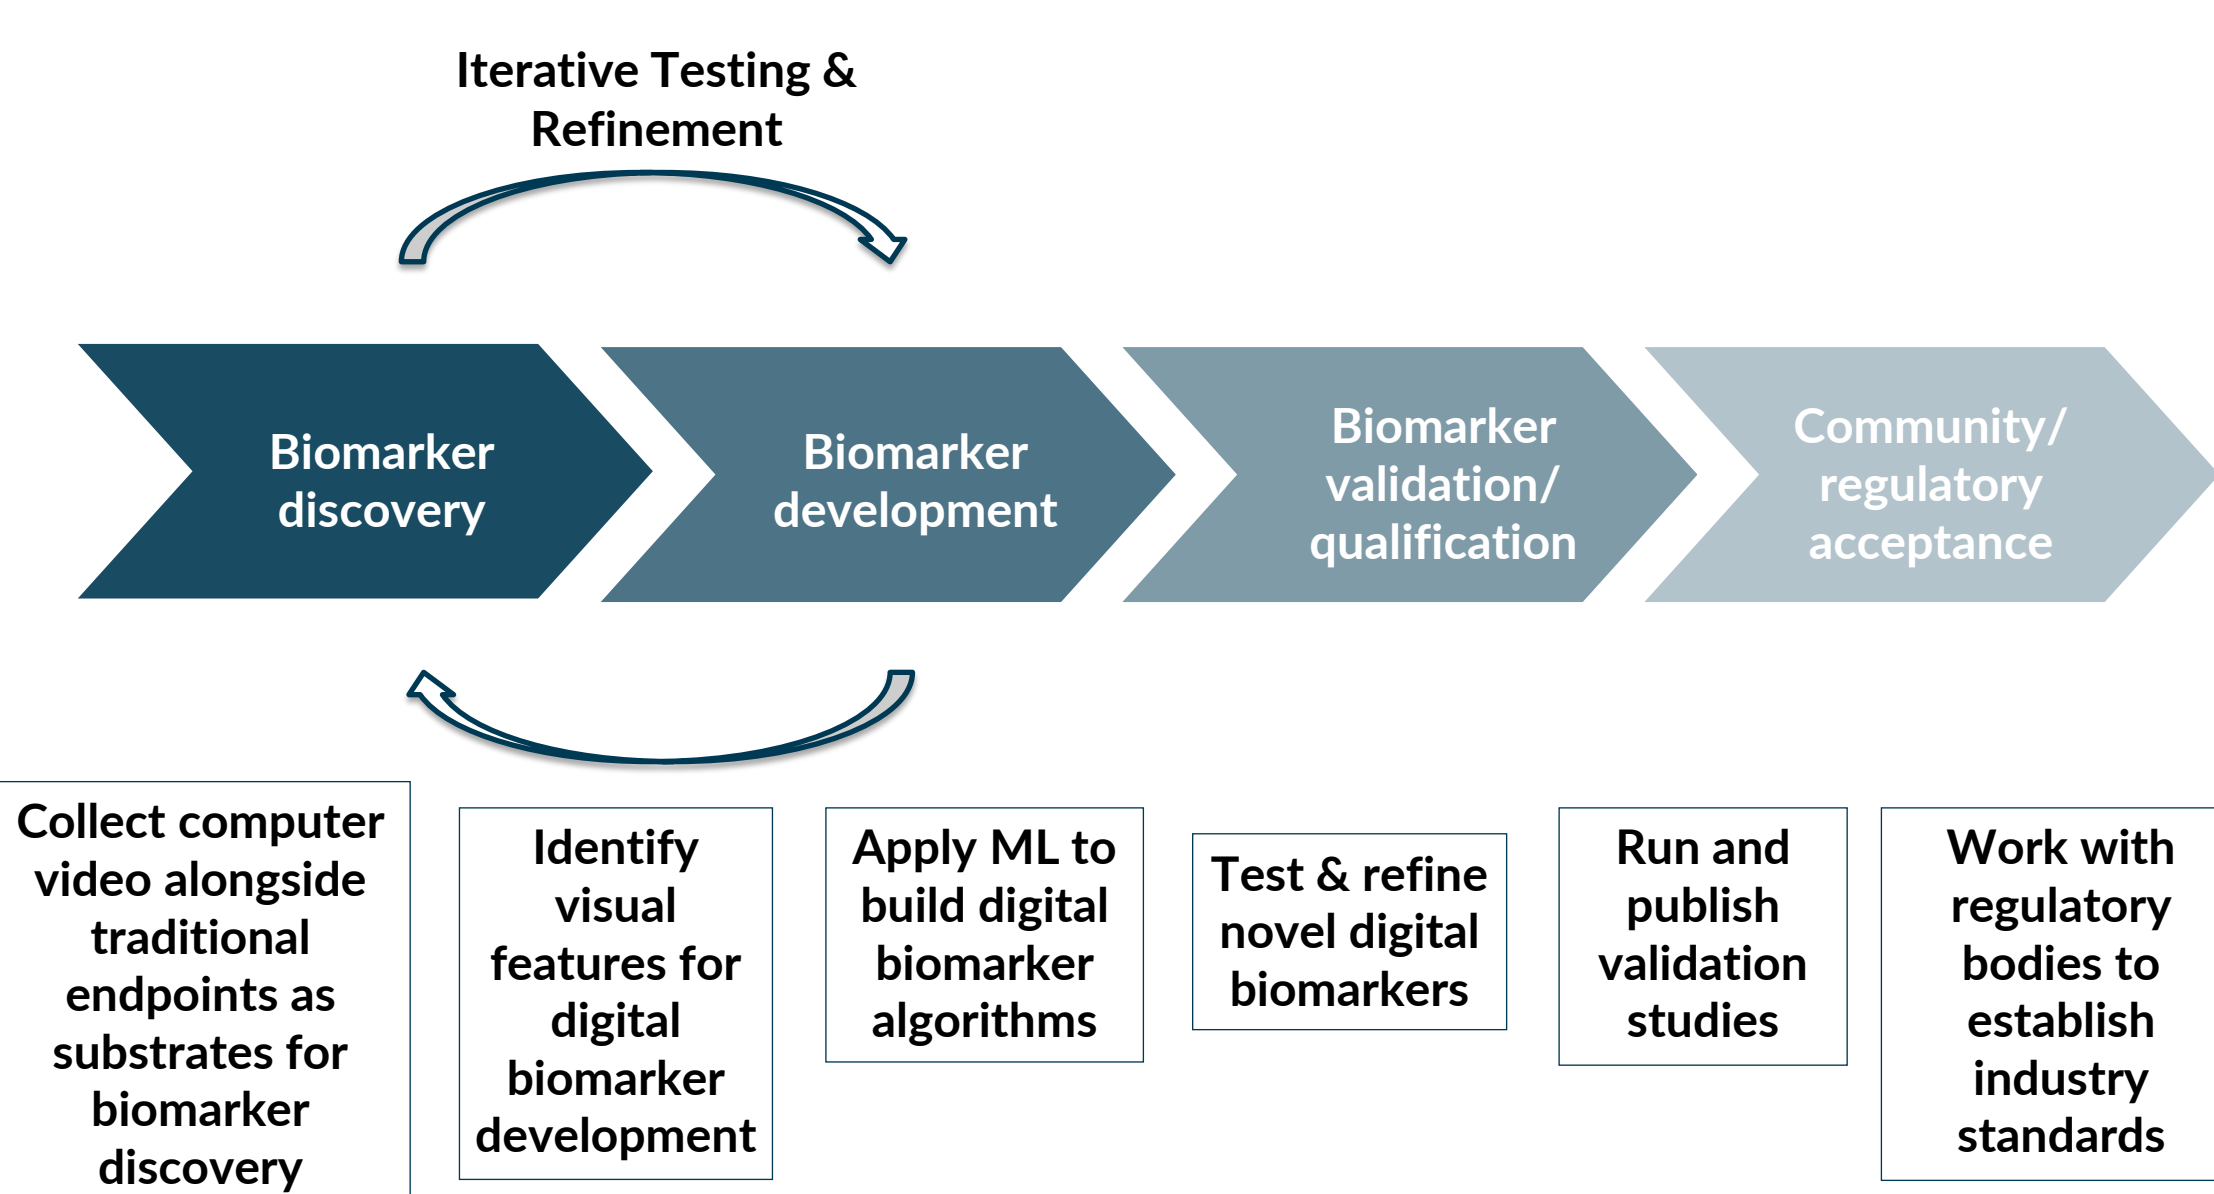 Iterative Testing &
Refinement
Biomarker
discovery
Biomarker
development
Biomarker
validation/
qualification
Community/
regulatory
acceptance
Collect computer
video alongside
traditional
endpoints as
substrates for
biomarker
discovery
Identify
visual
features for
digital
biomarker
development
Apply ML to
build digital
biomarker
algorithms
Test & refine
novel digital
biomarkers
Run and
publish
validation
studies
Work with
regulatory
bodies to
establish
industry
standards